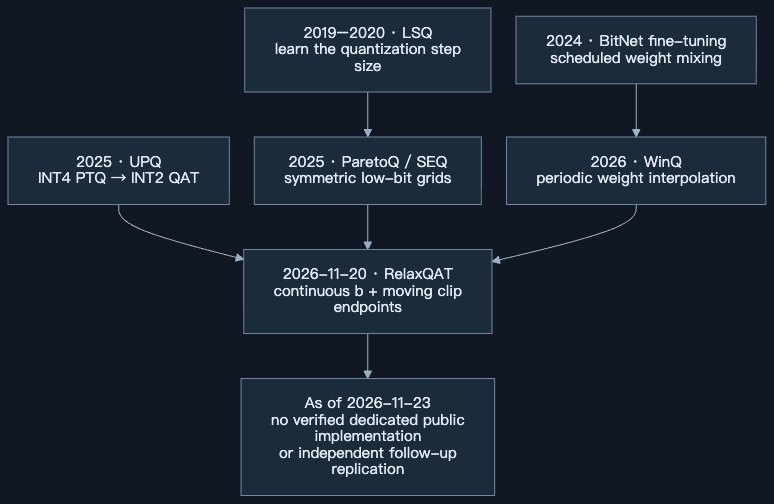 2019–2020 · LSQ
learn the quantization step
size
2024 · BitNet fine-tuning
scheduled weight mixing
2025 · UPQ
INT4 PTQ → INT2 QAT
2025 · ParetoQ / SEQ
symmetric low-bit grids
2026 · WinQ
periodic weight interpolation
2026-11-20 · RelaxQAT
continuous b + moving clip
endpoints
As of 2026-11-23
no verified dedicated public
implementation
or independent follow-up
replication